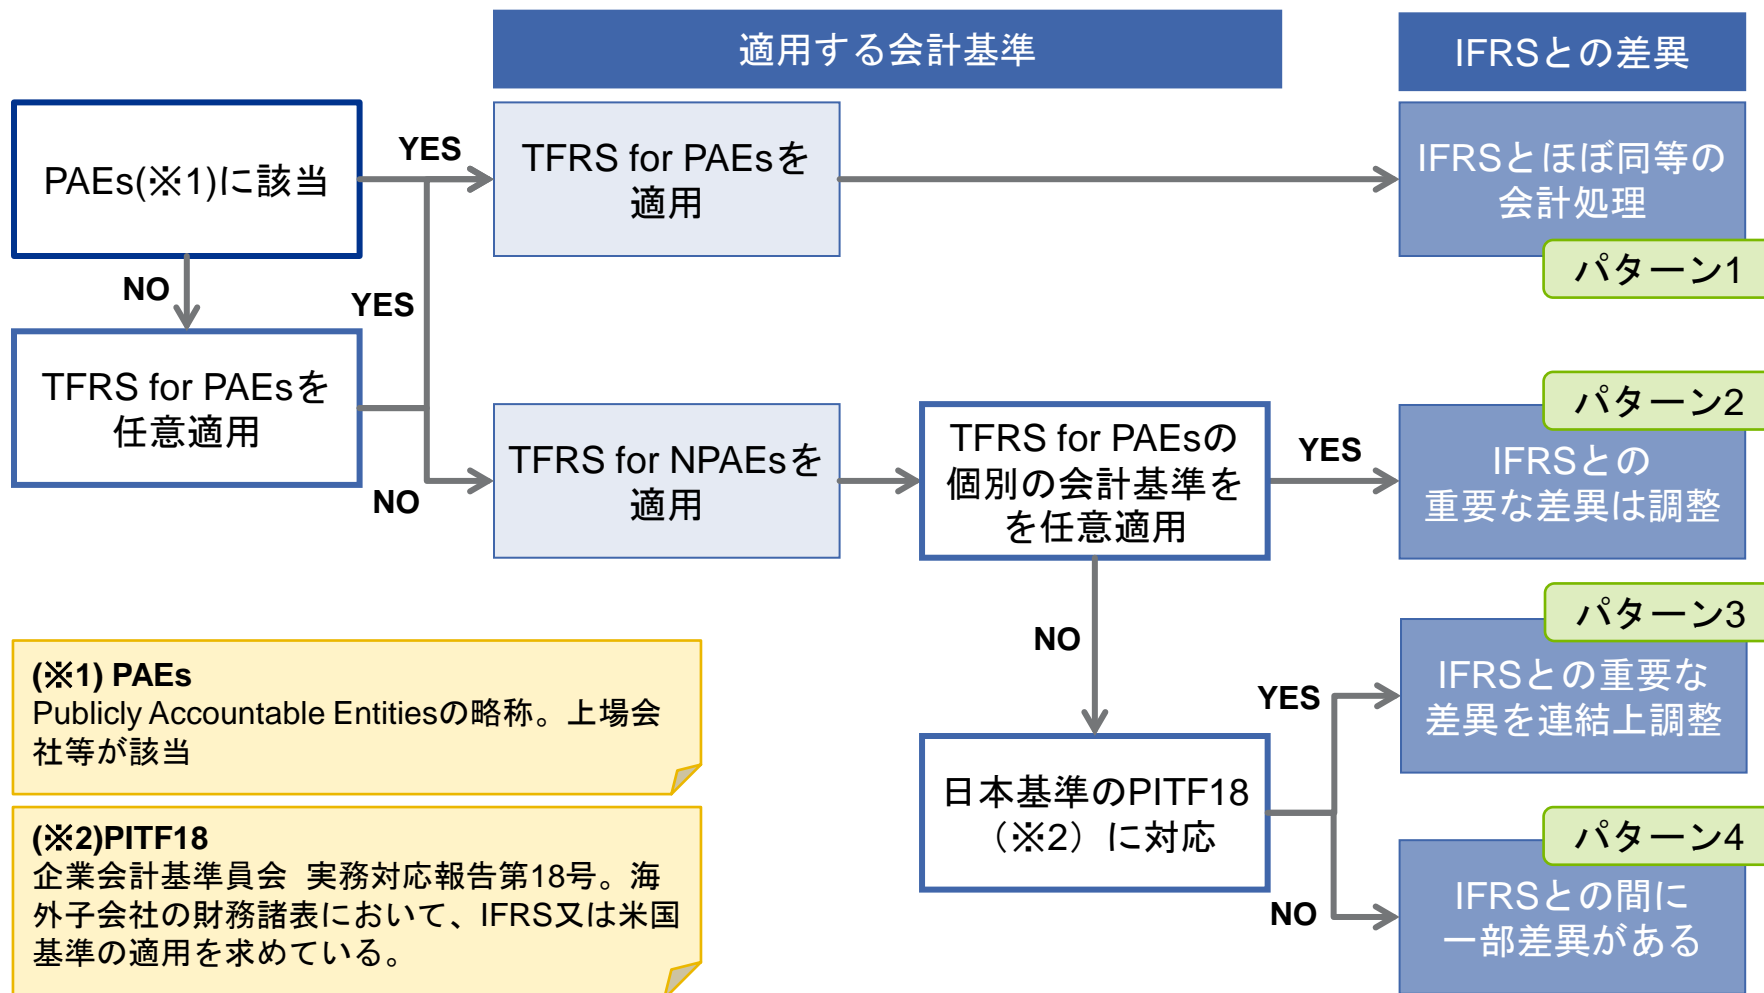 適用する会計基準
IFRSとの差異
PAEs(※1)に該当
YES
TFRS for PAEsを
適用
IFRSとほぼ同等の
会計処理
パターン1
NO
YES
TFRS for PAEsを
任意適用
NO
TFRS for NPAEsを
適用
TFRS for PAEsの
個別の会計基準を
を任意適用
YES
パターン2
IFRSとの
重要な差異は調整
NO
パターン3
YES
IFRSとの重要な
差異を連結上調整
日本基準のPITF18
（※2）に対応
NO
パターン4
IFRSとの間に
一部差異がある
(※1) PAEs
Publicly Accountable Entitiesの略称。上場会
社等が該当
(※2)PITF18
企業会計基準員会 実務対応報告第18号。海
外子会社の財務諸表において、IFRS又は米国
基準の適用を求めている。